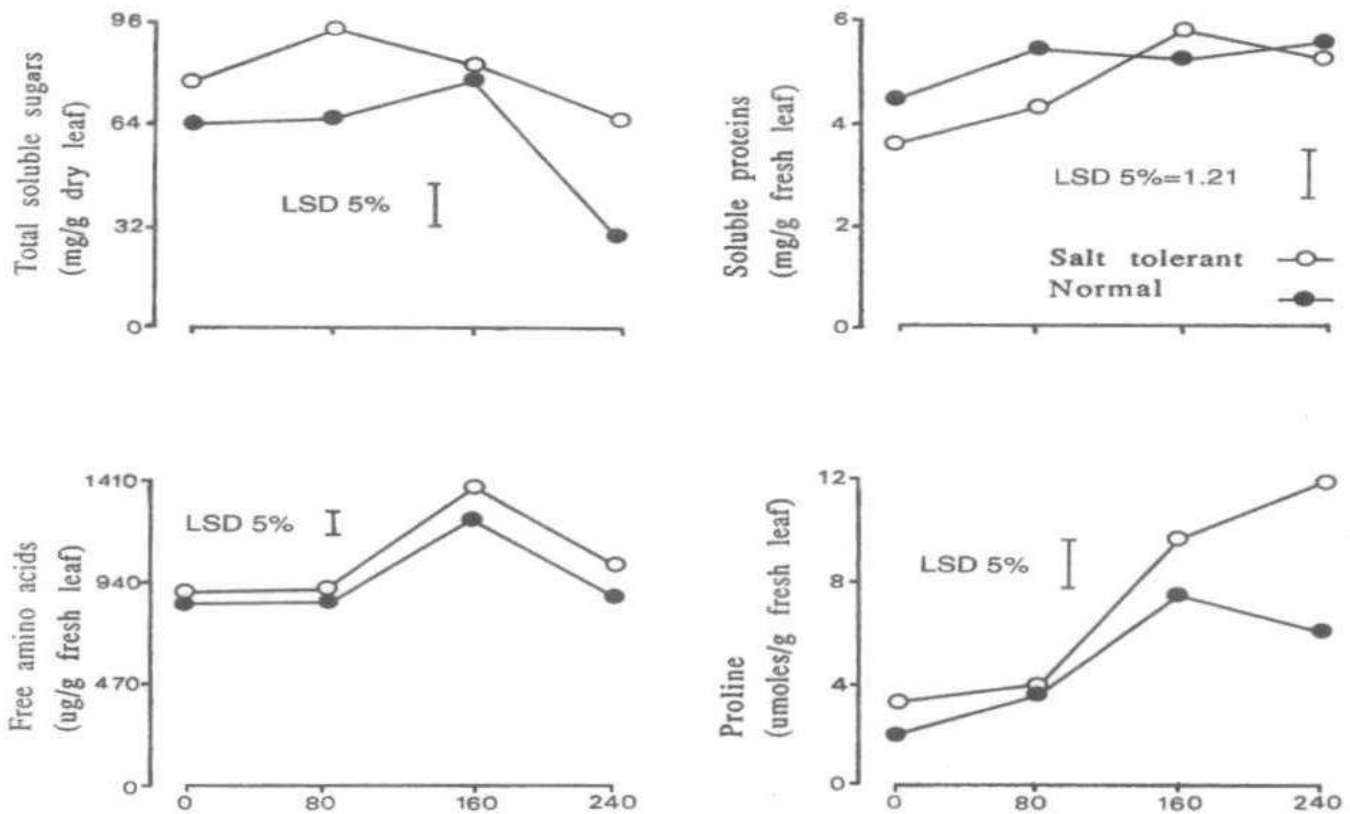 Total soluble sugars
(mg/g dry leaf)
96
64
32
0
LSD 5%
Soluble proteins
(mg/g fresh leaf)
6
4
2
0
LSD 5%=1.21
Salt tolerant
Normal
Free amino acids
(ug/g fresh leaf)
1410
940
470
0
LSD 5%
0 80 160 240
Proline
(umoles/g fresh leaf)
12
8
4
0
LSD 5%
0 80 160 240